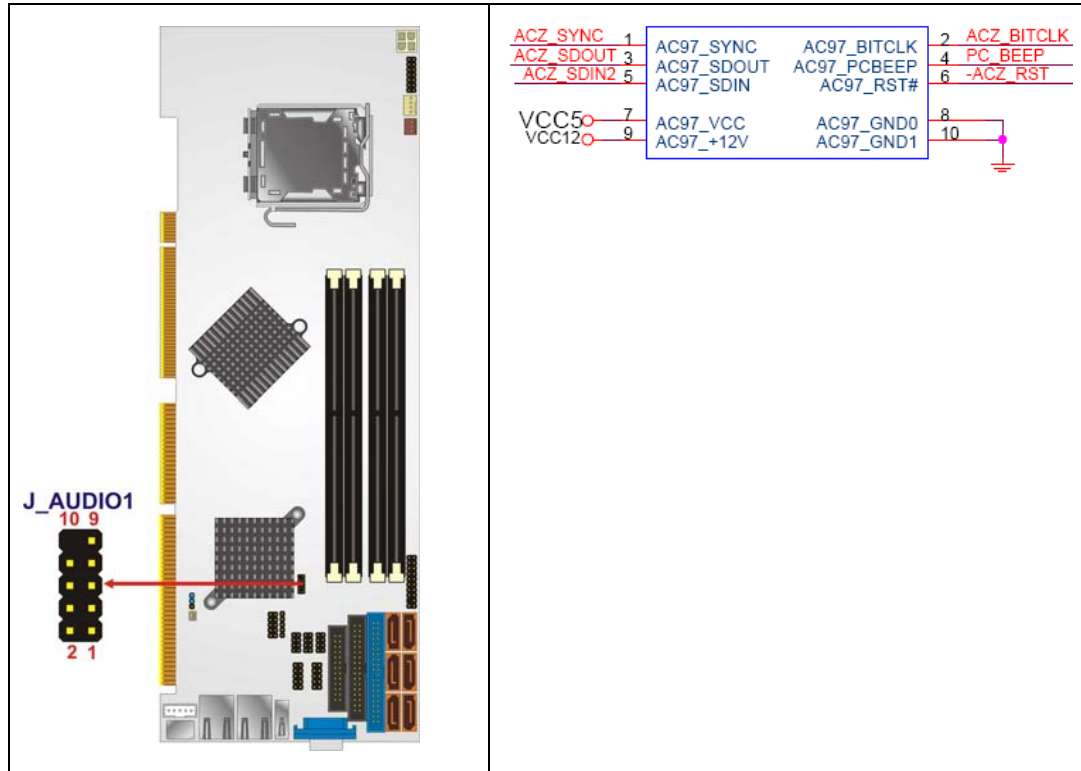 J_AUDIO1
10 9
2 1
ACZ_SYNC 1 AC97_SYNC AC97_BITCLK 2 ACZ_BITCLK
ACZ_SDOUT 3 AC97_SDOUT AC97_PCBEEP 4 PC_BEEP
ACZ_SDIN2 5 AC97_SDIN AC97_RST# 6 -ACZ_RST
VCC5 7 AC97_VCC AC97_GND0 8
VCC12 9 AC97_+12V AC97_GND1 10